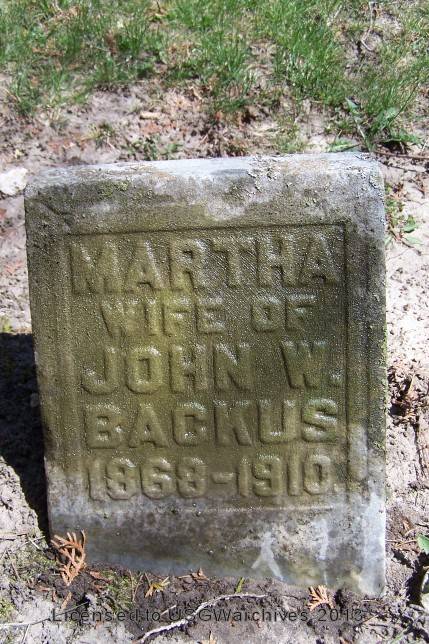 MARTHA
WIFE OF
JOHN W.
BACKUS
1868-1910.
Licensed to USGWarchives, 2013